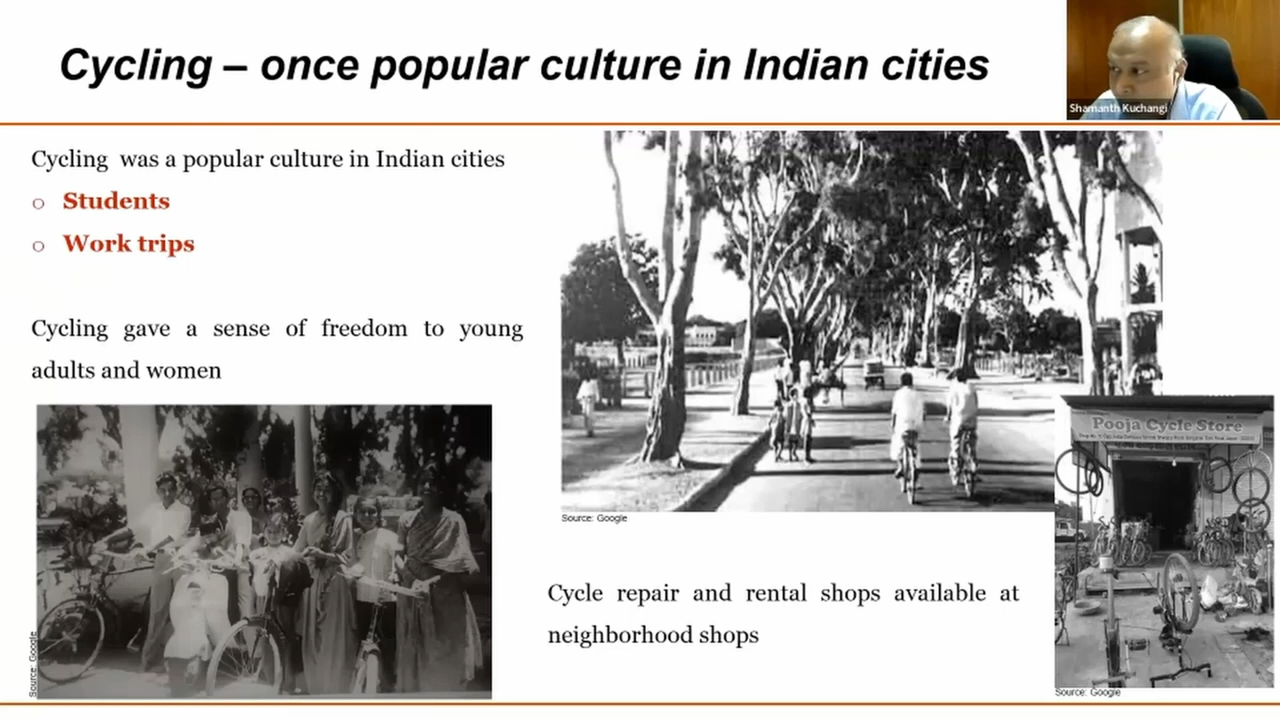 Cycling – once popular culture in Indian cities
Shamanth Kuchangi
Cycling was a popular culture in Indian cities
o Students
o Work trips
Cycling gave a sense of freedom to young
adults and women
Source: Google
Source: Google
Pooja Cycle Store
Cycle repair and rental shops available at
neighborhood shops
Source: Google